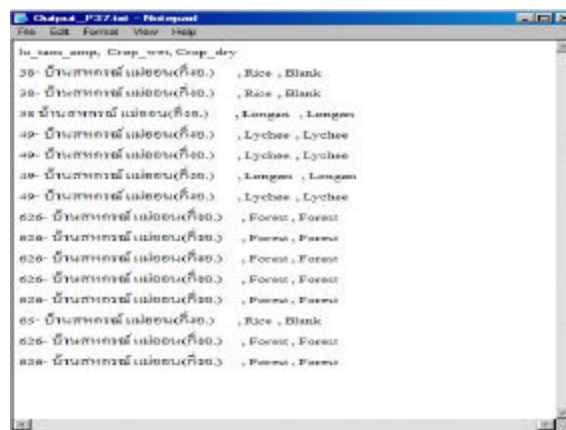 Output_P37.txt - Notepad
File Edit Format View Help
lu_tam_amp, Crop_wet, Crop_dry
38- บ้านสหกรณ์ แม่ออน(กิ่งอ.) , Rice , Blank
38- บ้านสหกรณ์ แม่ออน(กิ่งอ.) , Rice , Blank
38 บ้านสหกรณ์ แม่ออน(กิ่งอ.) , Longan , Longan
49- บ้านสหกรณ์ แม่ออน(กิ่งอ.) , Lychee , Lychee
49- บ้านสหกรณ์ แม่ออน(กิ่งอ.) , Lychee , Lychee
49- บ้านสหกรณ์ แม่ออน(กิ่งอ.) , Longan , Longan
49- บ้านสหกรณ์ แม่ออน(กิ่งอ.) , Lychee , Lychee
626- บ้านสหกรณ์ แม่ออน(กิ่งอ.) , Forest , Forest
626- บ้านสหกรณ์ แม่ออน(กิ่งอ.) , Forest , Forest
626- บ้านสหกรณ์ แม่ออน(กิ่งอ.) , Forest , Forest
626- บ้านสหกรณ์ แม่ออน(กิ่งอ.) , Forest , Forest
626- บ้านสหกรณ์ แม่ออน(กิ่งอ.) , Forest , Forest
65- บ้านสหกรณ์ แม่ออน(กิ่งอ.) , Rice , Blank
626- บ้านสหกรณ์ แม่ออน(กิ่งอ.) , Forest , Forest
626- บ้านสหกรณ์ แม่ออน(กิ่งอ.) , Forest , Forest